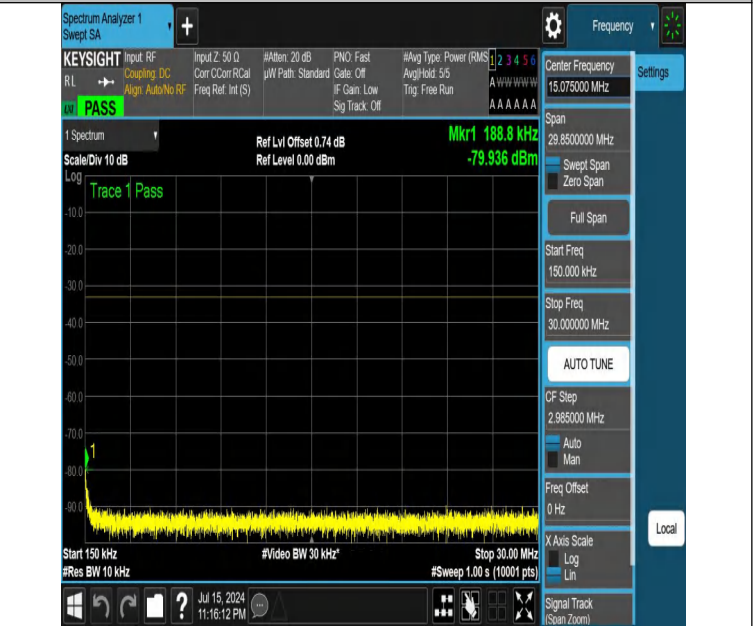 Spectrum Analyzer 1
Swept SA
+
Frequency
KEYSIGHT
RL
PASS
Input: RF
Coupling: DC
Align: Auto/No RF
Input Z: 50 Ω
Corr CCorr RCal
Freq Ref: Int (S)
#Atten: 20 dB
µW Path: Standard
PNO: Fast
Gate: Off
IF Gain: Low
Sig Track: Off
#Avg Type: Power (RMS
Avg|Hold: 5/5
Trig: Free Run
1 2 3 4 5 6
A W W W W W
A A A A A A
1 Spectrum
Scale/Div 10 dB
Ref Lvl Offset 0.74 dB
Ref Level 0.00 dBm
Mkr1 188.8 kHz
-79.936 dBm
Log
Trace 1 Pass
-10.0
-20.0
-30.0
-40.0
-50.0
-60.0
-70.0
1
-80.0
-90.0
Start 150 kHz
#Video BW 30 kHz*
Stop 30.00 MHz
#Res BW 10 kHz
#Sweep 1.00 s (10001 pts)
?
Jul 15, 2024
11:16:12 PM
Center Frequency
15.075000 MHz
Settings
Span
29.8500000 MHz
Swept Span
Zero Span
Full Span
Start Freq
150.000 kHz
Stop Freq
30.000000 MHz
AUTO TUNE
CF Step
2.985000 MHz
Auto
Man
Freq Offset
0 Hz
X Axis Scale
Log
Lin
Local
Signal Track
(Span Zoom)